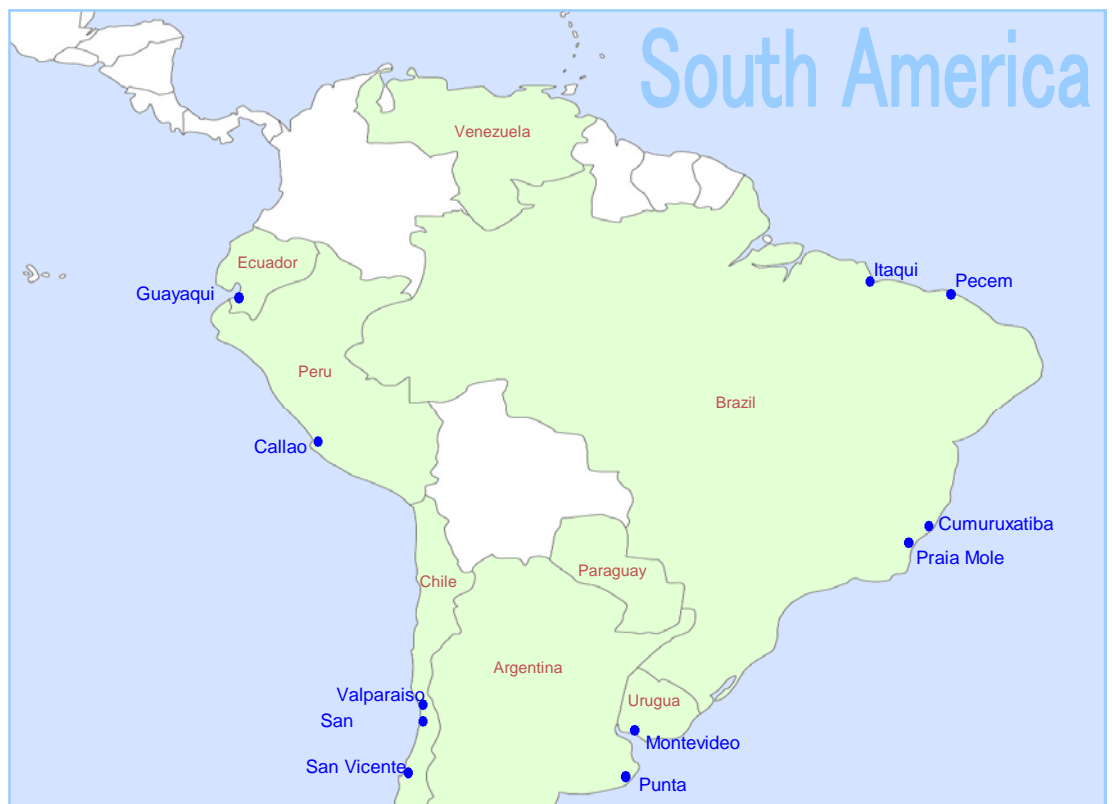 South America
Venezuela
Ecuador
Itaqui
Pecem
Guayaqui
Peru
Brazil
Callao
Cumuruxatiba
Praia Mole
Paraguay
Chile
Argentina
Valparaiso
Urugua
San
Montevideo
San Vicente
Punta